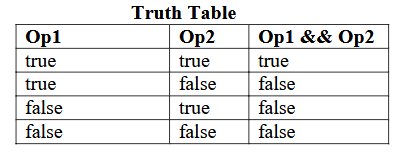 Truth Table
Op1 Op2 Op1 && Op2
true true true
true false false
false true false
false false false